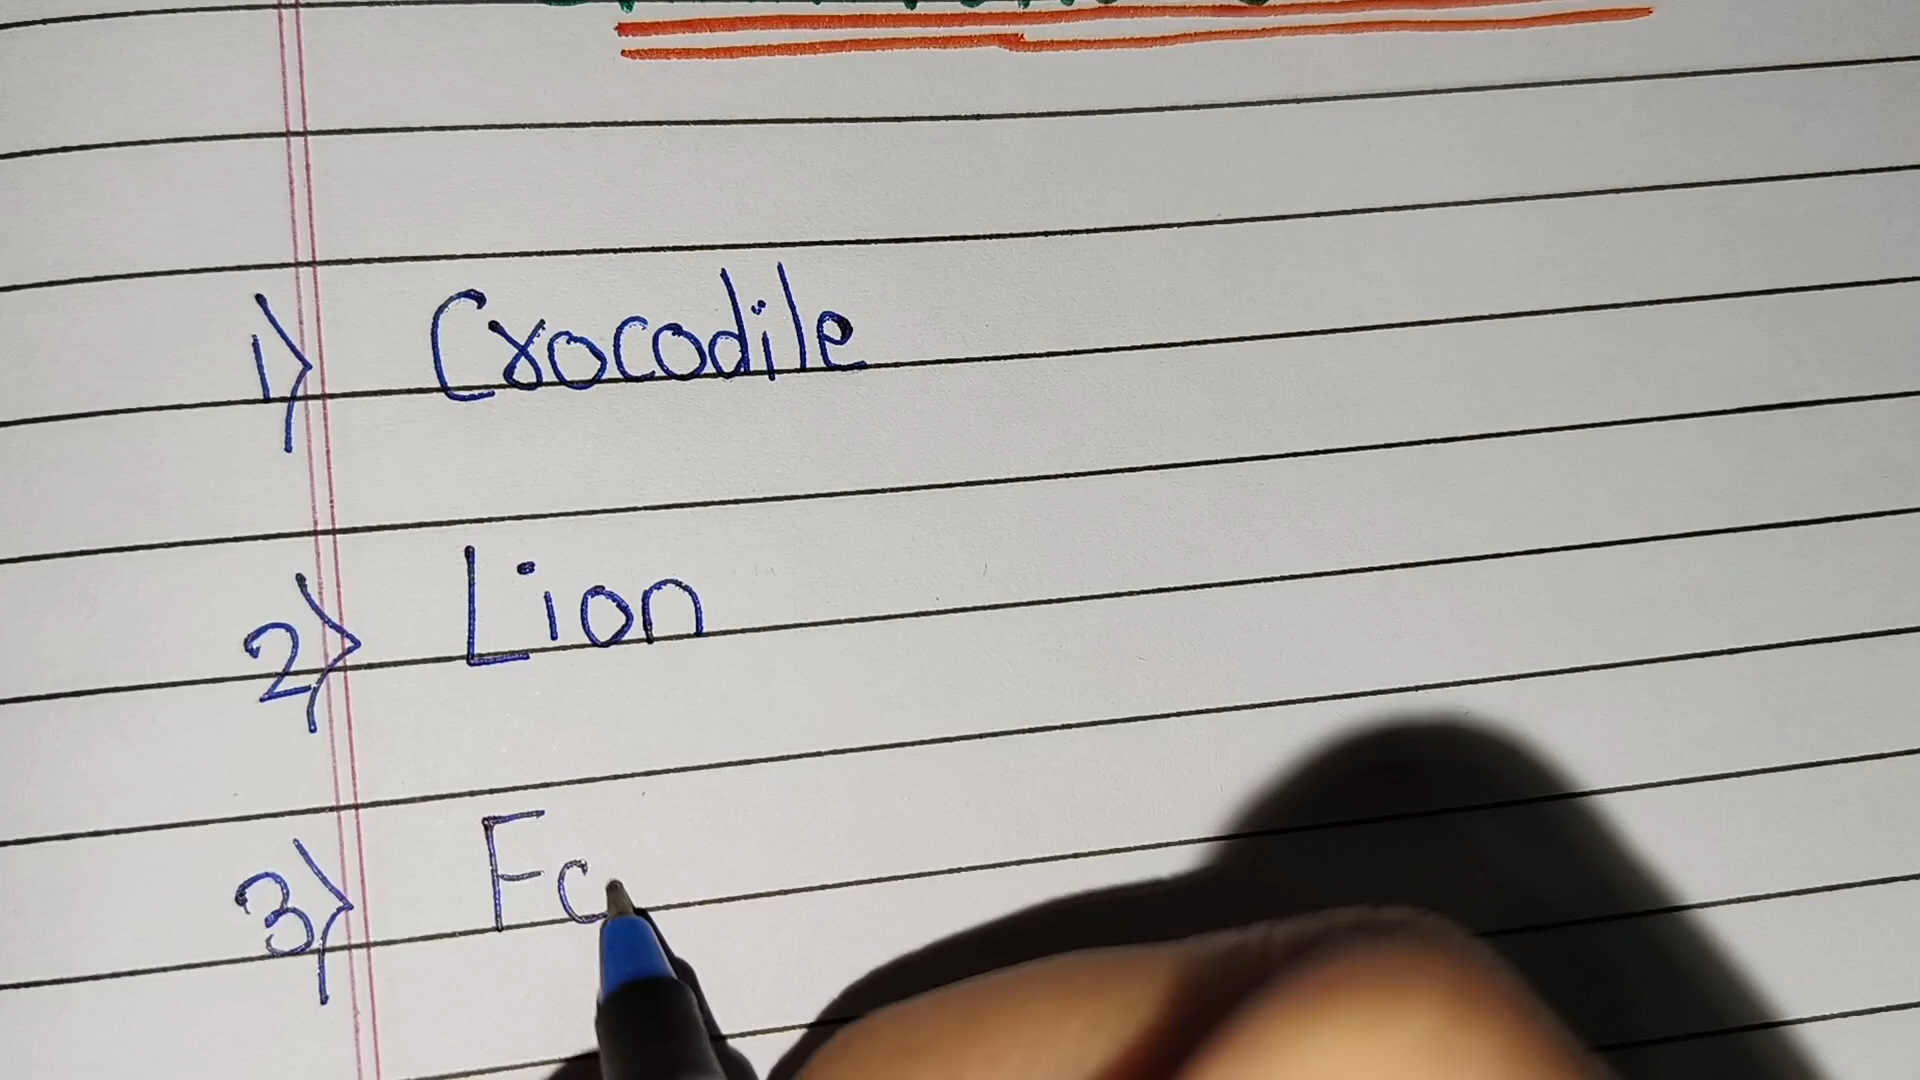 1) Crocodile
2) Lion
3) Fo